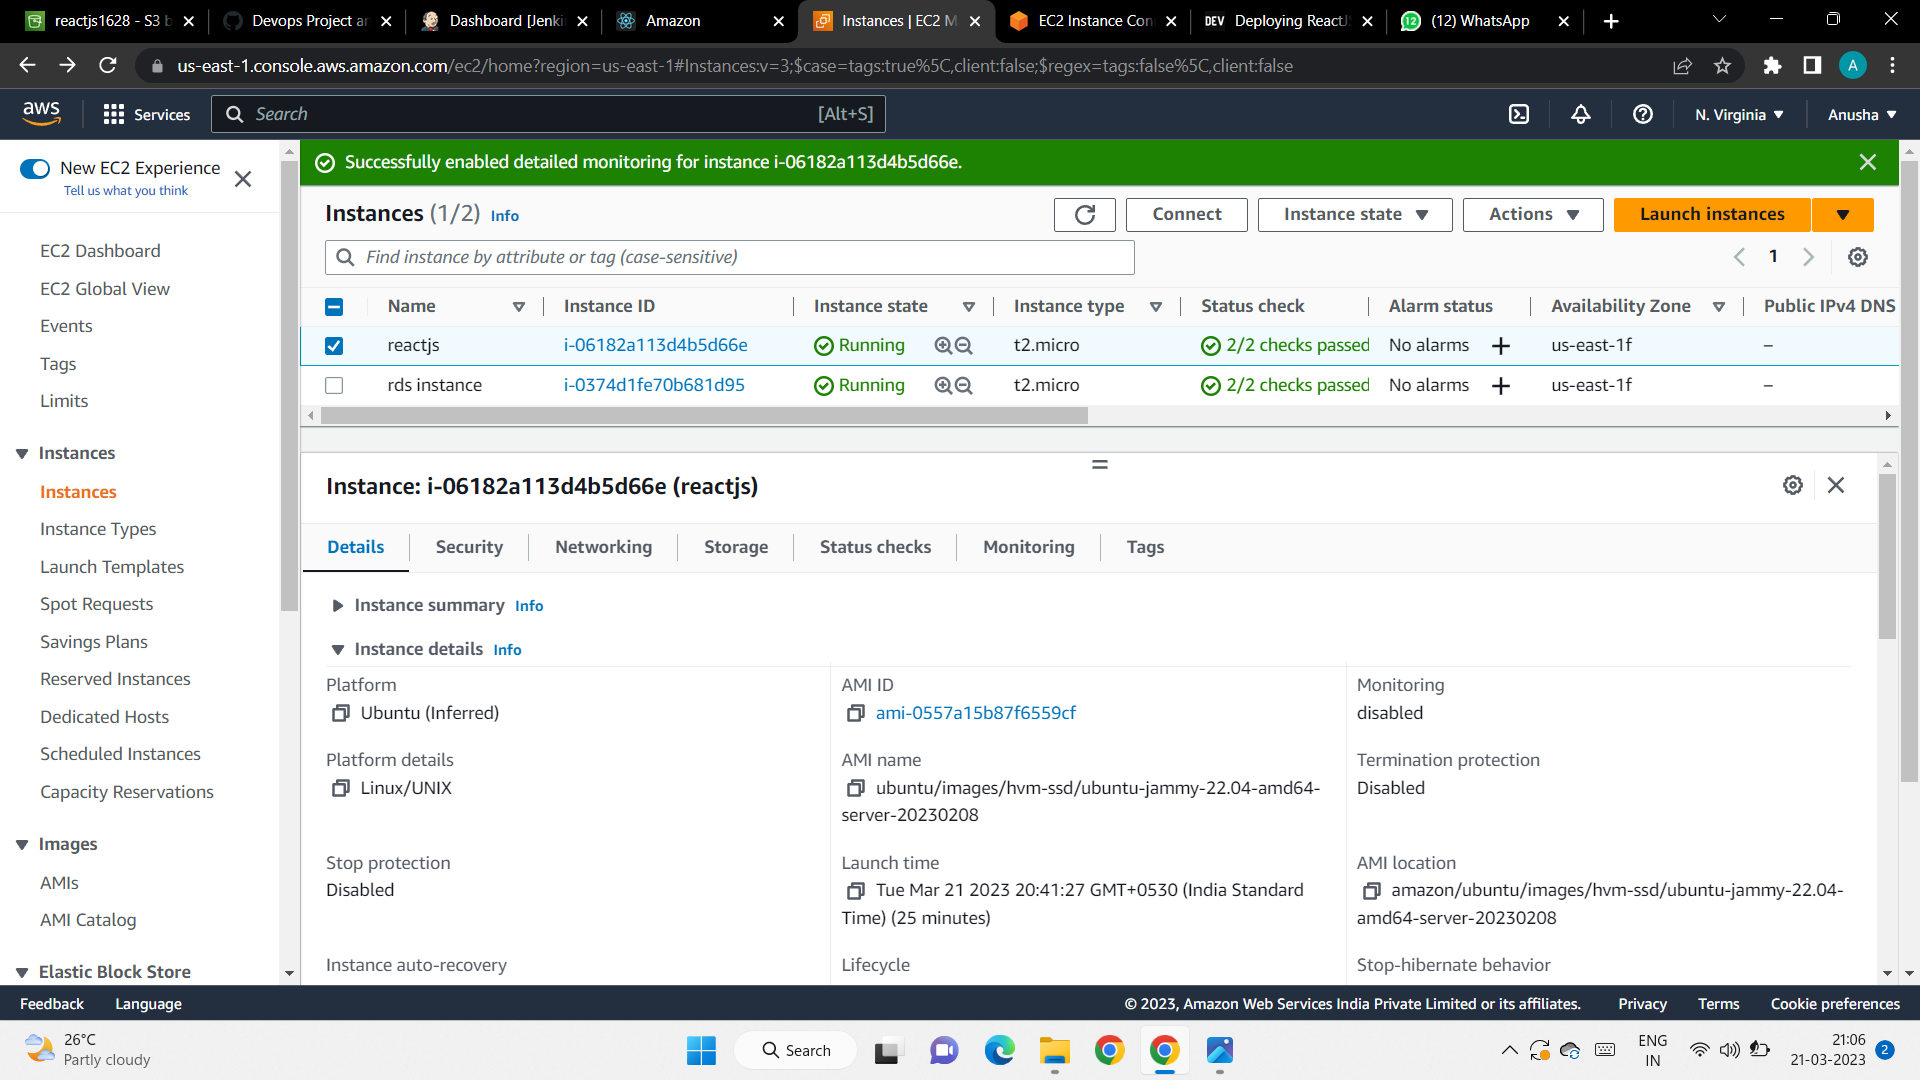 reactjs1628 - S3 b
Devops Project ar
Dashboard [Jenki
Amazon
Instances | EC2 M
EC2 Instance Con
DEV Deploying ReactJS
(12) WhatsApp
us-east-1.console.aws.amazon.com/ec2/home?region=us-east-1#Instances:v=3;$case=tags:true%5C,client:false;$regex=tags:false%5C,client:false
A
aws
Services
Search
[Alt+S]
N. Virginia
Anusha
New EC2 Experience
Tell us what you think
EC2 Dashboard
EC2 Global View
Events
Tags
Limits
Instances
Instances
Instance Types
Launch Templates
Spot Requests
Savings Plans
Reserved Instances
Dedicated Hosts
Scheduled Instances
Capacity Reservations
Images
AMIs
AMI Catalog
Elastic Block Store
Successfully enabled detailed monitoring for instance i-06182a113d4b5d66e.
Instances (1/2) Info
Connect
Instance state
Actions
Launch instances
Find instance by attribute or tag (case-sensitive)
1
Name Instance ID Instance state Instance type Status check Alarm status Availability Zone Public IPv4 DNS
reactjs i-06182a113d4b5d66e Running t2.micro 2/2 checks passed No alarms + us-east-1f –
rds instance i-0374d1fe70b681d95 Running t2.micro 2/2 checks passed No alarms + us-east-1f –
Instance: i-06182a113d4b5d66e (reactjs)
Details Security Networking Storage Status checks Monitoring Tags
Instance summary Info
Instance details Info
Platform
Ubuntu (Inferred)
AMI ID
ami-0557a15b87f6559cf
Monitoring
disabled
Platform details
Linux/UNIX
AMI name
ubuntu/images/hvm-ssd/ubuntu-jammy-22.04-amd64-
server-20230208
Termination protection
Disabled
Stop protection
Disabled
Launch time
Tue Mar 21 2023 20:41:27 GMT+0530 (India Standard
Time) (25 minutes)
AMI location
amazon/ubuntu/images/hvm-ssd/ubuntu-jammy-22.04-
amd64-server-20230208
Instance auto-recovery
Lifecycle
Stop-hibernate behavior
Feedback Language
© 2023, Amazon Web Services India Private Limited or its affiliates.
Privacy Terms Cookie preferences
26°C
Partly cloudy
Search
ENG
IN
21:06
21-03-2023
2